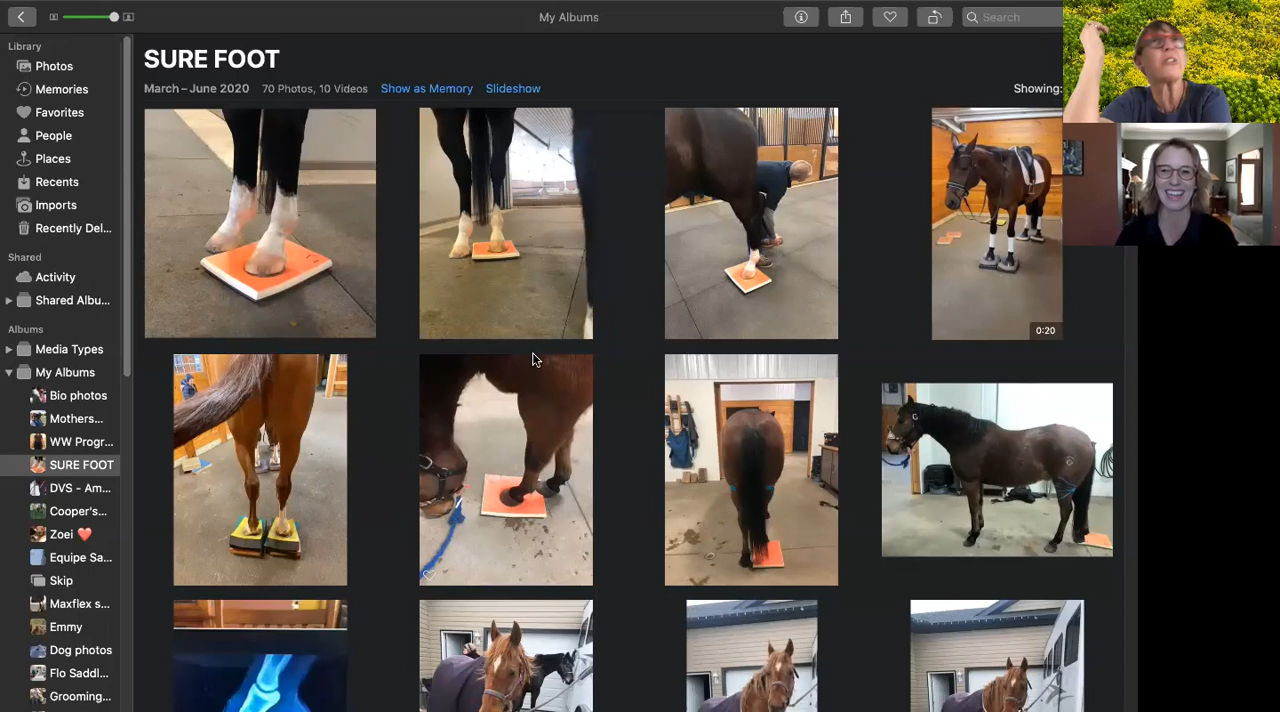 My Albums
Search
Library
Photos
Memories
Favorites
People
Places
Recents
Imports
Recently Del...
Shared
Activity
Shared Albu...
Albums
Media Types
My Albums
Bio photos
Mothers...
WW Progr...
SURE FOOT
DVS - Am...
Cooper's...
Zoei ❤️
Equipe Sa...
Skip
Maxflex s...
Emmy
Dog photos
Flo Saddl...
Grooming...
SURE FOOT
March – June 2020 70 Photos, 10 Videos Show as Memory Slideshow
Showing:
0:20